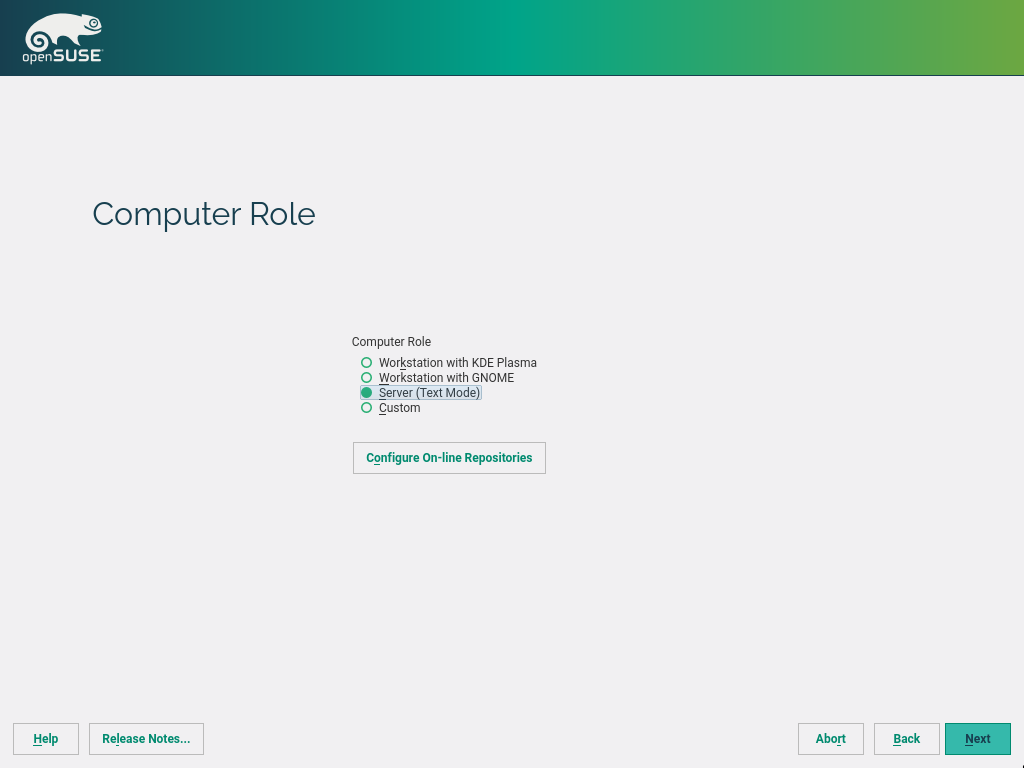 openSUSE
Computer Role
Computer Role
Workstation with KDE Plasma
Workstation with GNOME
Server (Text Mode)
Custom
Configure On-line Repositories
Help
Release Notes...
Abort
Back
Next